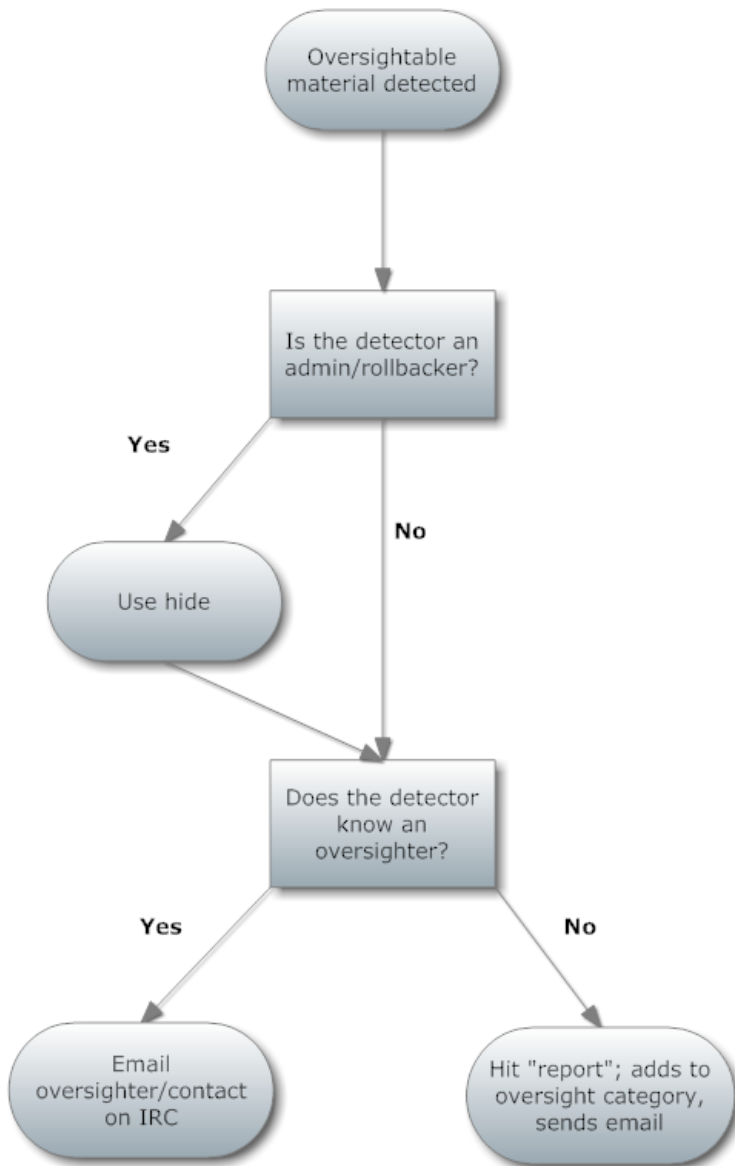 Oversightable
material detected
Is the detector an
admin/rollbacker?
Yes
No
Use hide
Does the detector
know an
oversighter?
Yes
No
Email
oversighter/contact
on IRC
Hit "report"; adds to
oversight category,
sends email